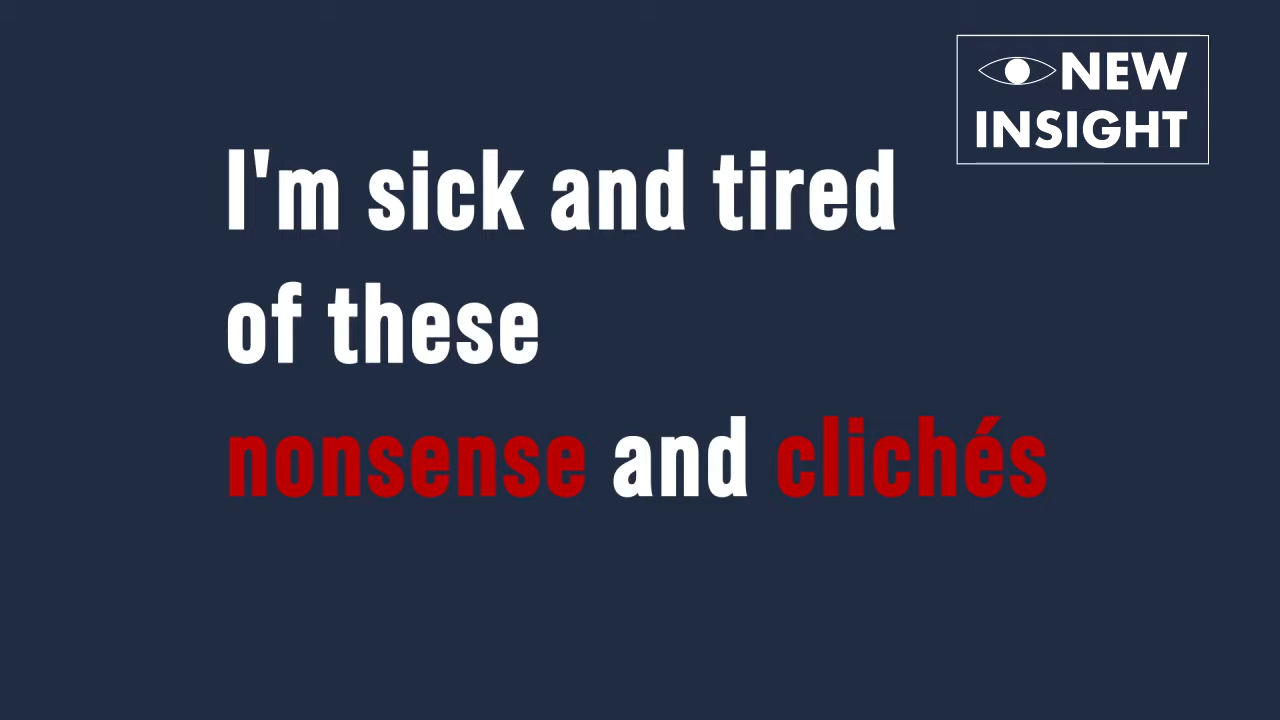 NEW
INSIGHT
I'm sick and tired
of these
nonsense and clichés